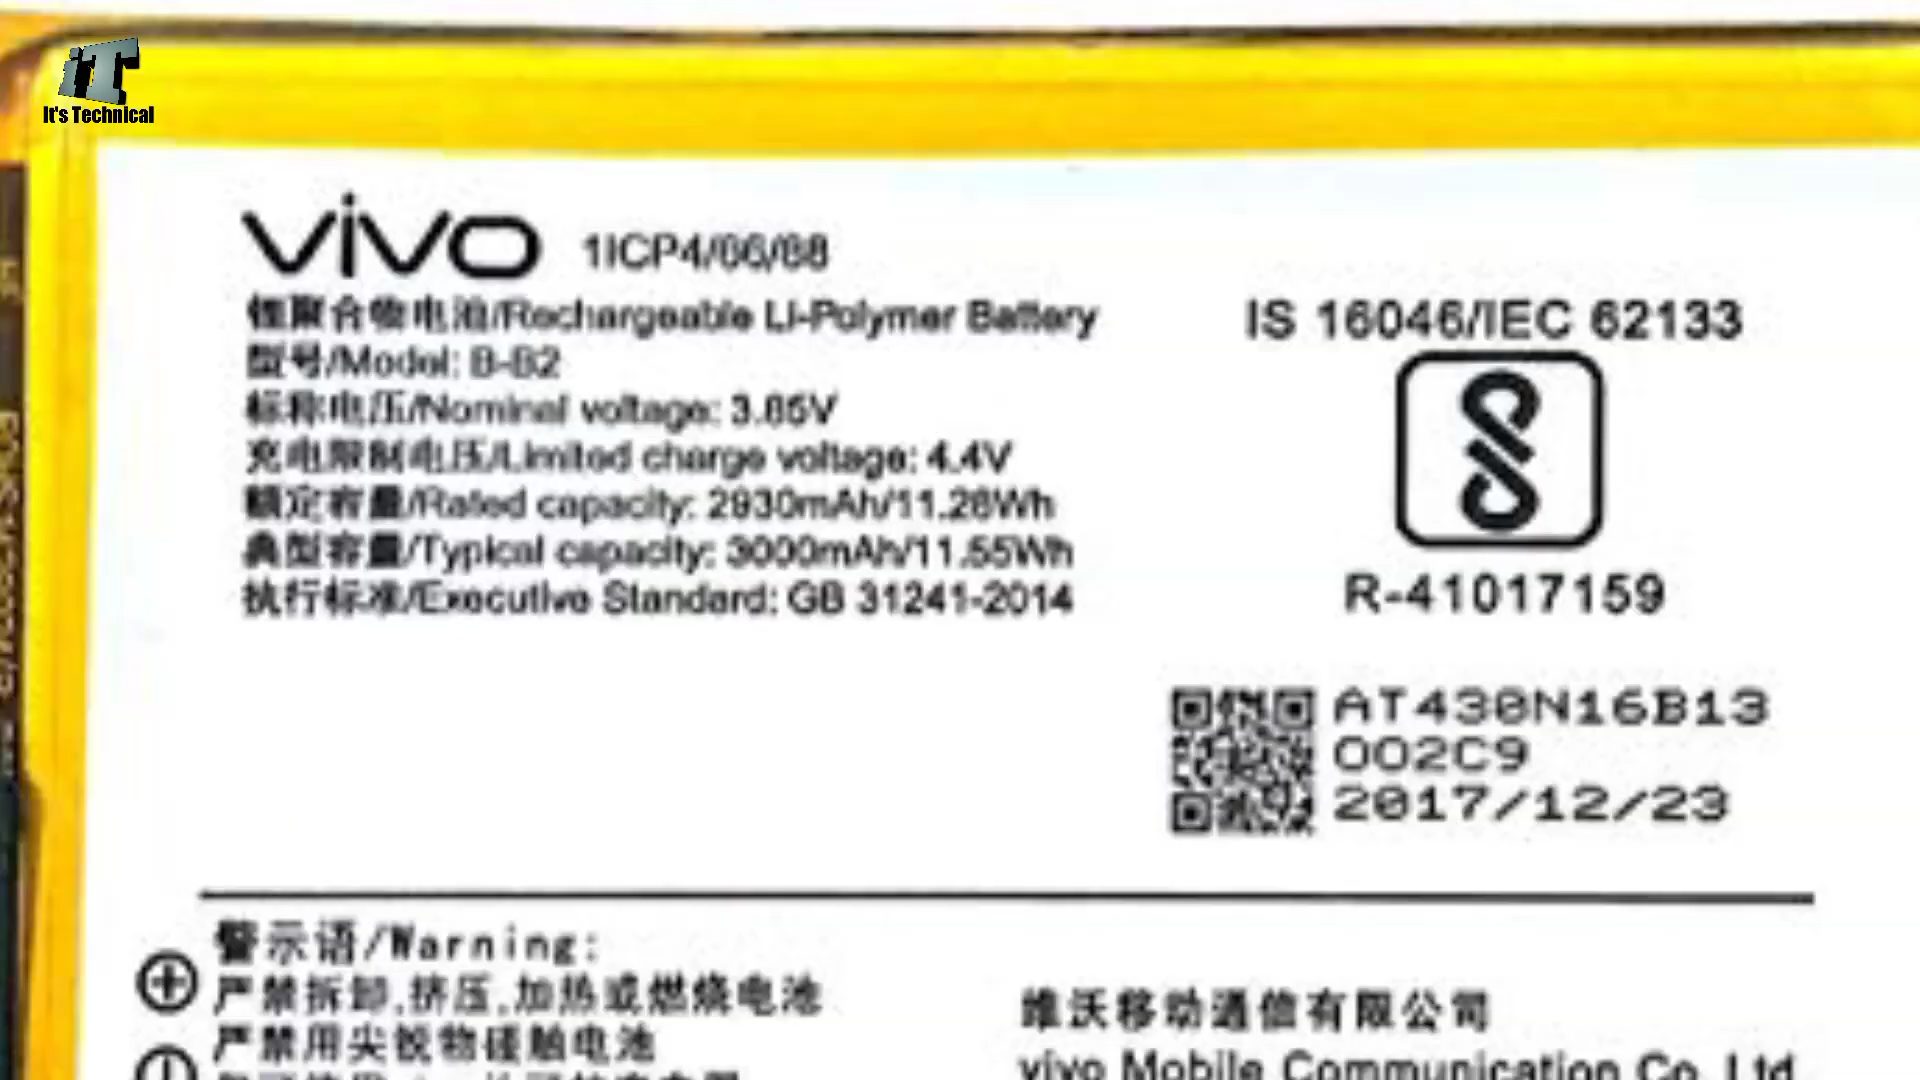 iT
It's Technical
vivo 1ICP4/66/68
锂聚合物电池/Rechargeable Li-Polymer Battery
型号/Model: B-B2
标称电压/Nominal voltage: 3.85V
充电限制电压/Limited charge voltage: 4.4V
额定容量/Rated capacity: 2930mAh/11.28Wh
典型容量/Typical capacity: 3000mAh/11.55Wh
执行标准/Executive Standard: GB 31241-2014
IS 16046/IEC 62133
R-41017159
AT430N16B13
002C9
2017/12/23
警示语/Warning:
严禁拆卸,挤压,加热或燃烧电池
严禁用尖锐物碰触电池
维沃移动通信有限公司
vivo Mobile Communication Co. Ltd